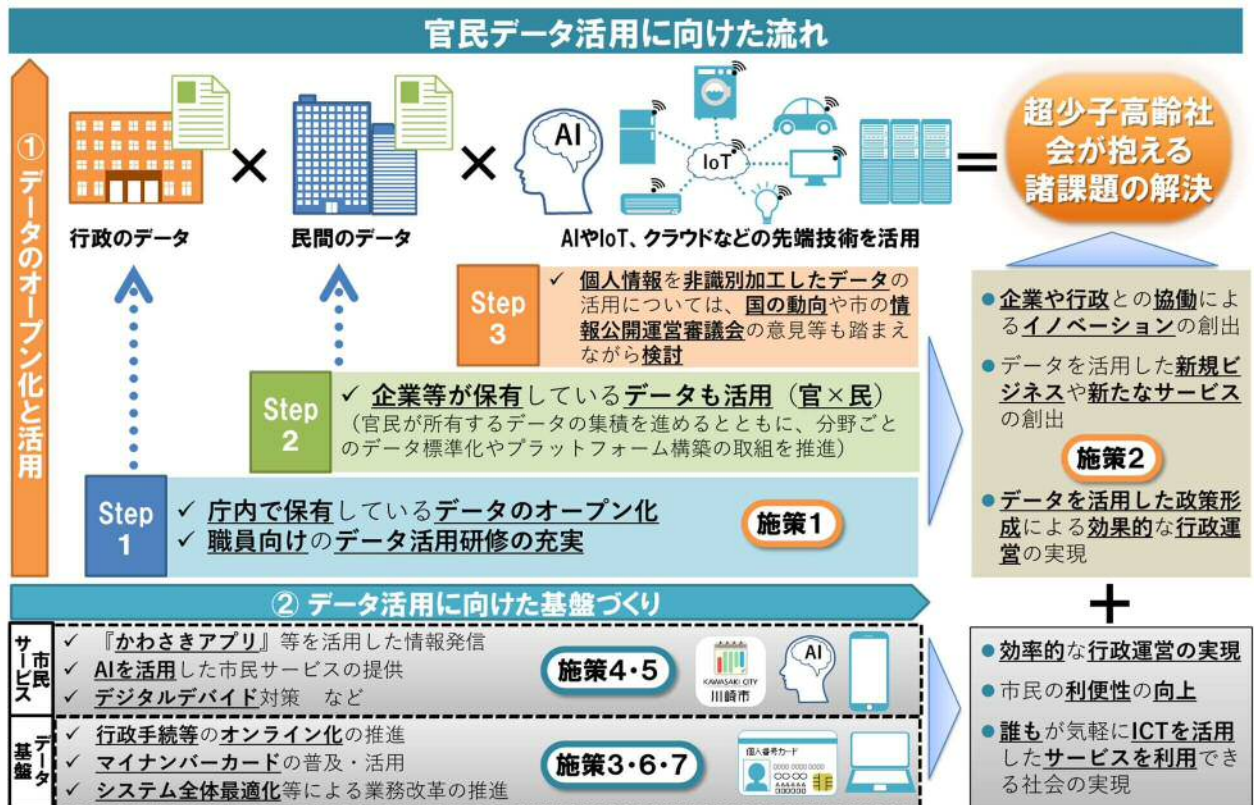 官民データ活用に向けた流れ
①データのオープン化と活用
行政のデータ
×
民間のデータ
×
AI
IoT
AIやIoT、クラウドなどの先端技術を活用
=
超少子高齢社
会が抱える
諸課題の解決
Step
3
✓ 個人情報を非識別加工したデータの
活用については、国の動向や市の情
報公開運営審議会の意見等も踏まえ
ながら検討
Step
2
✓ 企業等が保有しているデータも活用（官×民）
（官民が所有するデータの集積を進めるとともに、分野ごと
のデータ標準化やプラットフォーム構築の取組を推進）
Step
1
✓ 庁内で保有しているデータのオープン化
✓ 職員向けのデータ活用研修の充実
施策1
●企業や行政との協働によ
るイノベーションの創出
●データを活用した新規ビ
ジネスや新たなサービス
の創出
施策2
●データを活用した政策形
成による効果的な行政運
営の実現
+
② データ活用に向けた基盤づくり
市民
サービス
✓ 『かわさきアプリ』等を活用した情報発信
✓ AIを活用した市民サービスの提供
✓ デジタルデバイド対策 など
施策4・5
KAWASAKI CITY
川崎市
AI
データ
基盤
✓ 行政手続等のオンライン化の推進
✓ マイナンバーカードの普及・活用
✓ システム全体最適化等による業務改革の推進
施策3・6・7
個人番号カード
0000 0000 0000
●効率的な行政運営の実現
●市民の利便性の向上
●誰もが気軽にICTを活用
したサービスを利用でき
る社会の実現